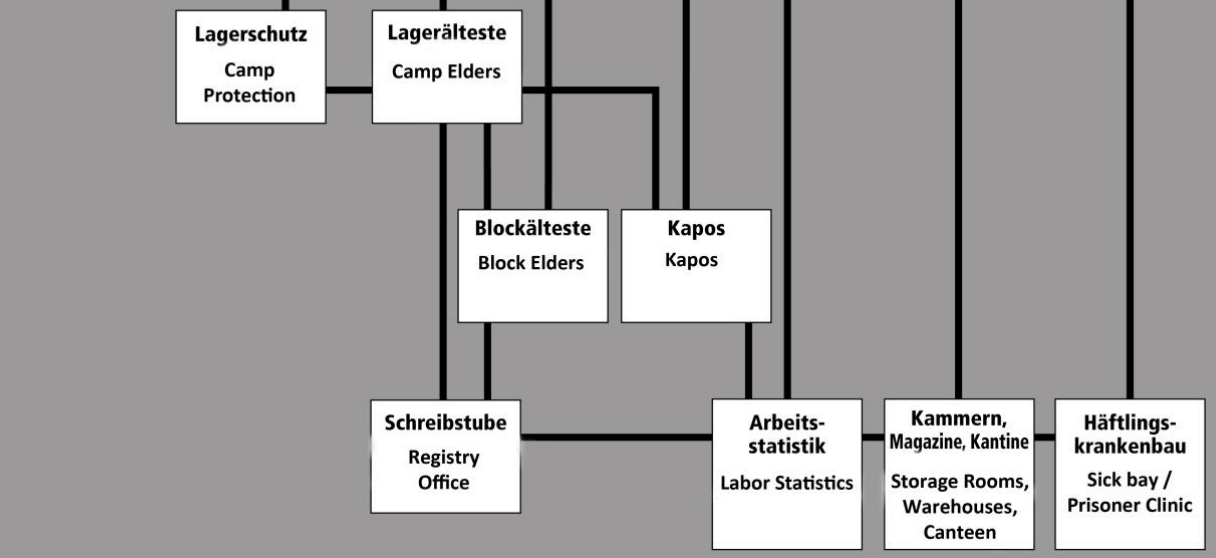 Lagerschutz
Camp
Protection
Lagerälteste
Camp Elders
Blockälteste
Block Elders
Kapos
Kapos
Schreibstube
Registry
Office
Arbeits-
statistik
Labor Statistics
Kammern,
Magazine, Kantine
Storage Rooms,
Warehouses,
Canteen
Häftlings-
krankenbau
Sick bay /
Prisoner Clinic